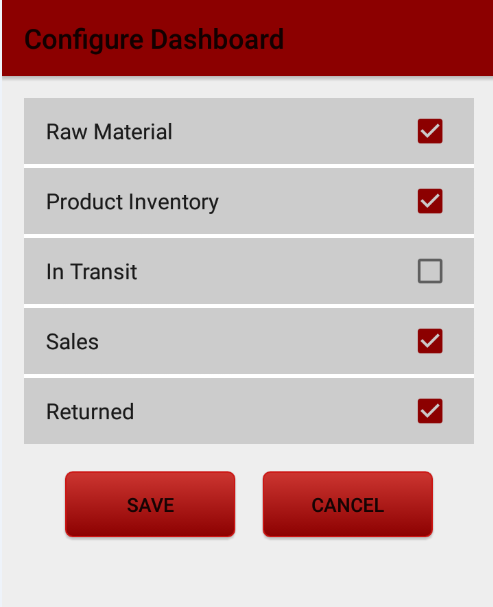 Configure Dashboard
Raw Material
Product Inventory
In Transit
Sales
Returned
SAVE
CANCEL